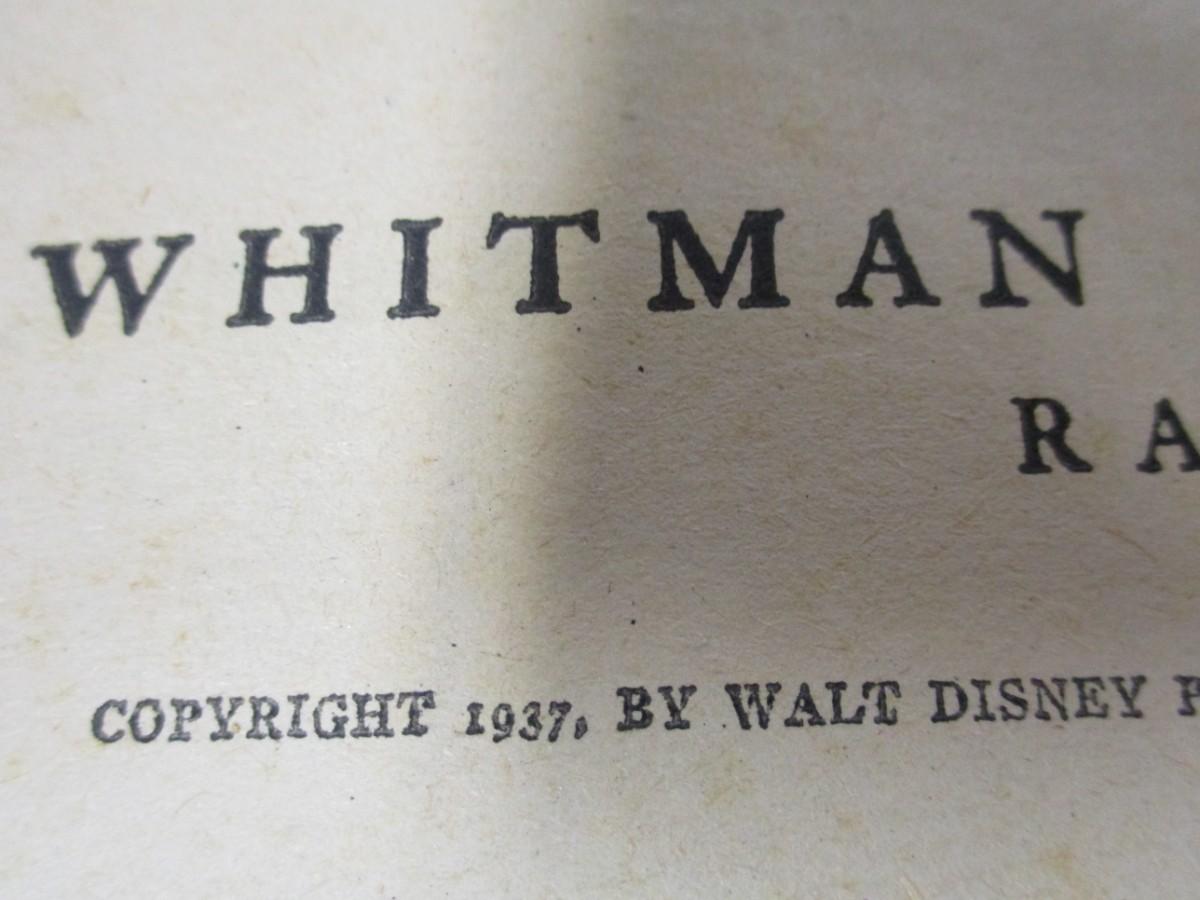 WHITMAN
RA
COPYRIGHT 1937, BY WALT DISNEY